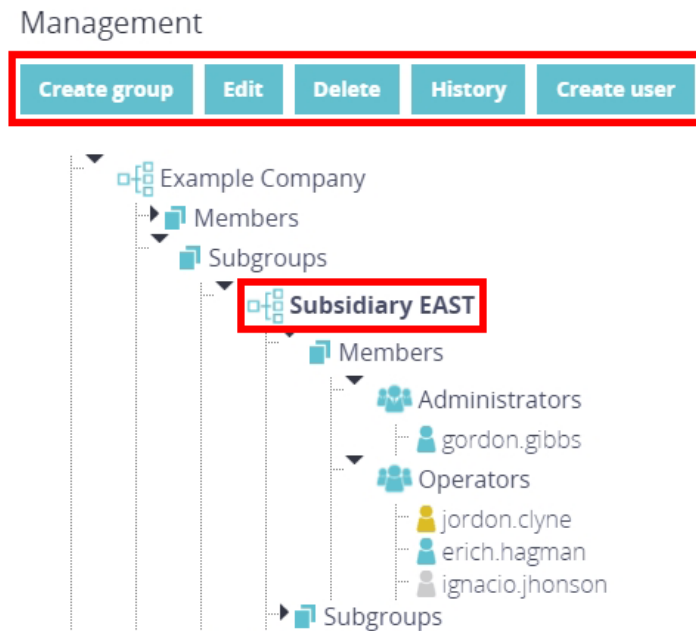 Management
Create group Edit Delete History Create user
Example Company
Members
Subgroups
Subsidiary EAST
Members
Administrators
gordon.gibbs
Operators
jordon.clyne
erich.hagman
ignacio.jhonson
Subgroups